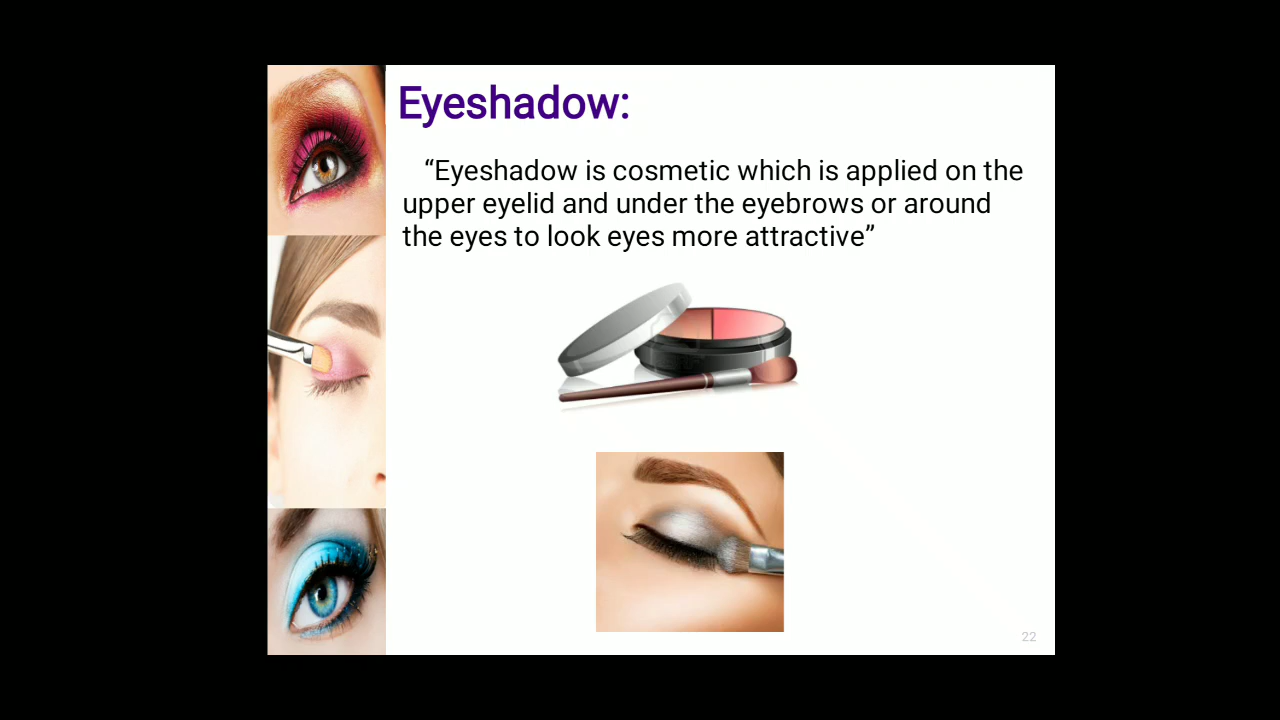 Eyeshadow:
“Eyeshadow is cosmetic which is applied on the
upper eyelid and under the eyebrows or around
the eyes to look eyes more attractive”
22